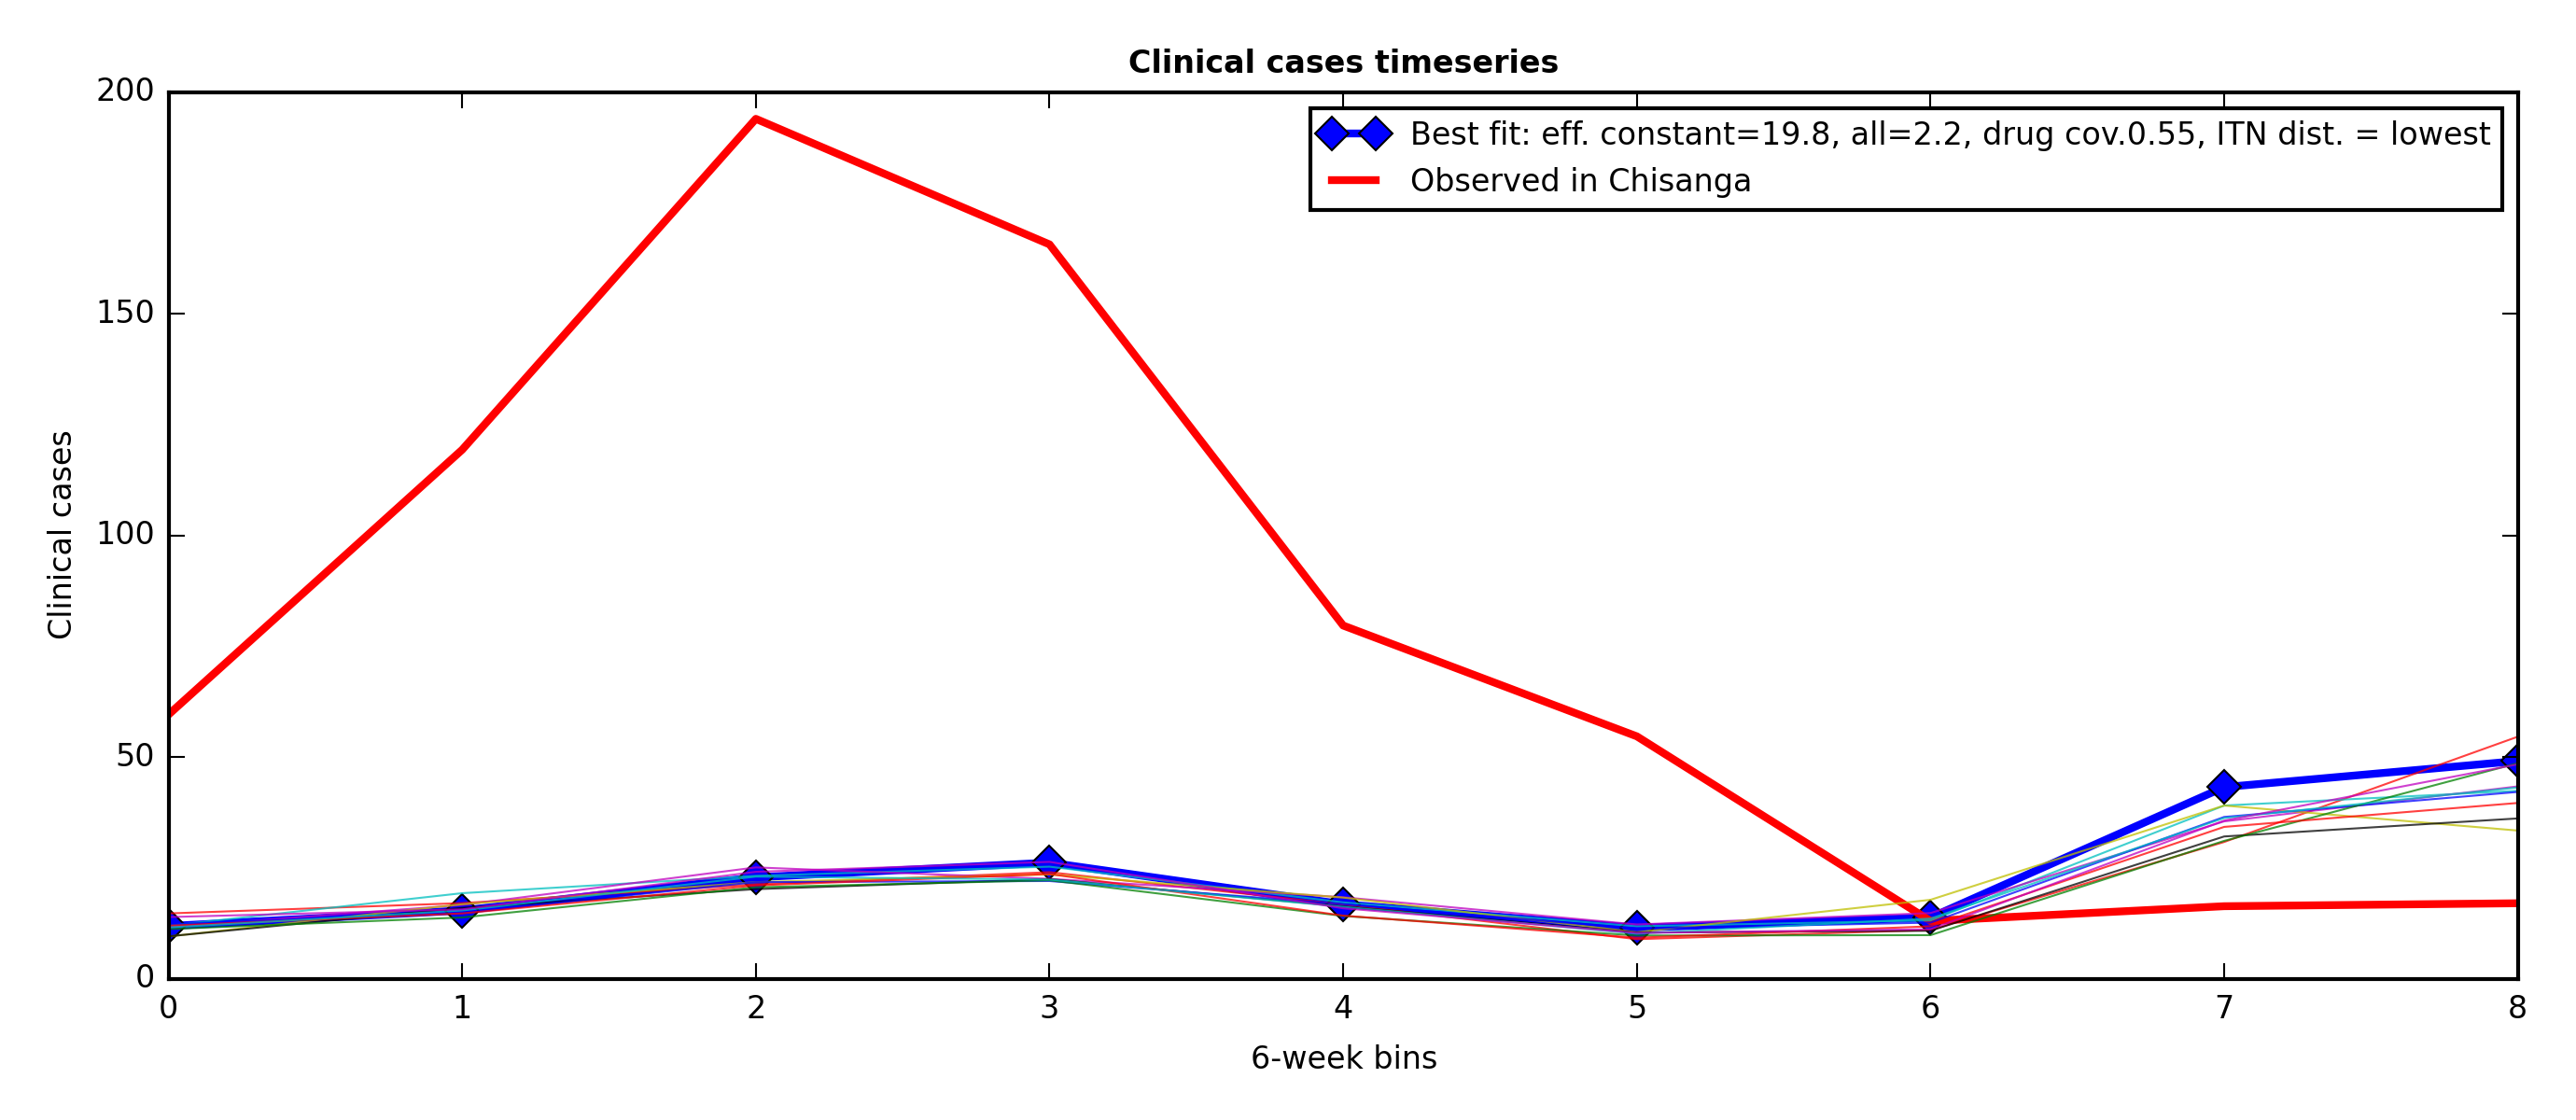 Clinical cases timeseries
200
150
100
50
0
Clinical cases
Best fit: eff. constant=19.8, all=2.2, drug cov.0.55, ITN dist. = lowest
Observed in Chisanga
0 1 2 3 4 5 6 7 8
6-week bins